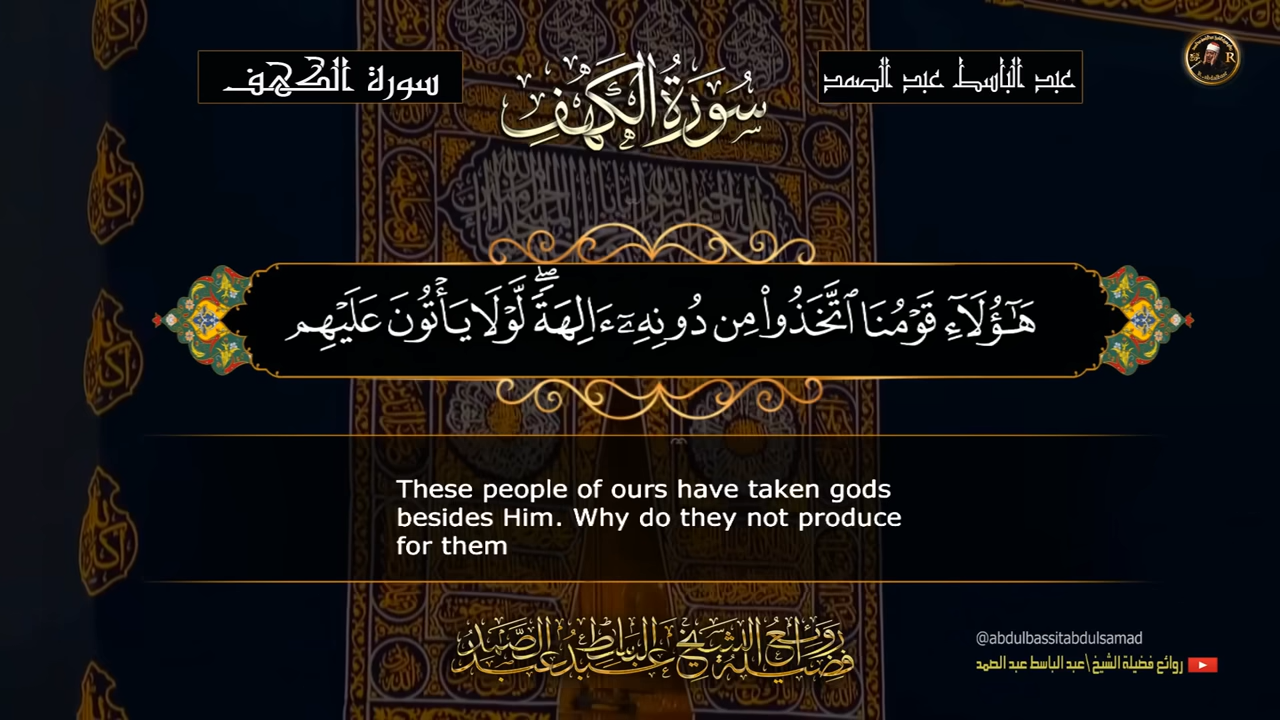 سورة الكهف
سُورَةُ الكَهْفِ
عبد الباسط عبد الصمد
R
هَٰٓؤُلَآءِ قَوْمُنَا ٱتَّخَذُوا۟ مِن دُونِهِۦٓ ءَالِهَةً ۖ لَّوْلَا يَأْتُونَ عَلَيْهِم
These people of ours have taken gods
besides Him. Why do they not produce
for them
روائع فضيلة الشيخ عبد الباسط عبد الصمد
@abdulbassitabdulsamad
روائع فضيلة الشيخ\عبد الباسط عبد الصمد